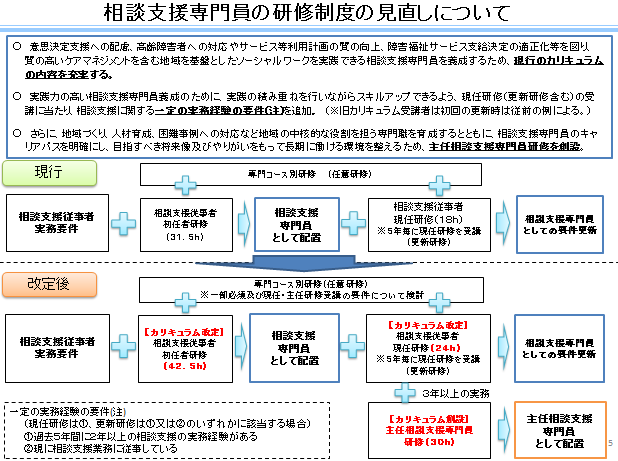 相談支援専門員の研修制度の見直しについて
○ 意思決定支援への配慮、高齢障害者への対応やサービス等利用計画の質の向上、障害福祉サービス支給決定の適正化等を図り、
質の高いケアマネジメントを含む地域を基盤としたソーシャルワークを実践できる相談支援専門員を養成するため、現行のカリキュラム
の内容を充実する。
○ 実践力の高い相談支援専門員養成のために、実践の積み重ねを行いながらスキルアップできるよう、現任研修(更新研修含む)の受
講に当たり、相談支援に関する一定の実務経験の要件(注)を追加。(※旧カリキュラム受講者は初回の更新時は従前の例による。)
○ さらに、地域づくり、人材育成、困難事例への対応など地域の中核的な役割を担う専門職を育成するとともに、相談支援専門員のキャ
リアパスを明確にし、目指すべき将来像及びやりがいをもって長期に働ける環境を整えるため、主任相談支援専門員研修を創設。
現行
専門コース別研修 (任意研修)
相談支援従事者
実務要件
相談支援従事者
初任者研修
(31.5h)
相談支援
専門員
として配置
相談支援従事者
現任研修(18h)
※5年毎に現任研修を受講
(更新研修)
相談支援専門員
としての要件更新
改定後
専門コース別研修(任意研修)
※一部必須及び現任・主任研修受講の要件について検討
相談支援従事者
実務要件
【カリキュラム改定】
相談支援従事者
初任者研修
(42.5h)
相談支援
専門員
として配置
【カリキュラム改定】
相談支援従事者
現任研修(24h)
※5年毎に現任研修を受講
(更新研修)
相談支援専門員
としての要件更新
3年以上の実務
一定の実務経験の要件(注)
(現任研修は①、更新研修は①又は②のいずれかに該当する場合)
①過去5年間に2年以上の相談支援の実務経験がある
②現に相談支援業務に従事している
【カリキュラム創設】
主任相談支援専門員
研修(30h)
主任相談支援
専門員
として配置
5